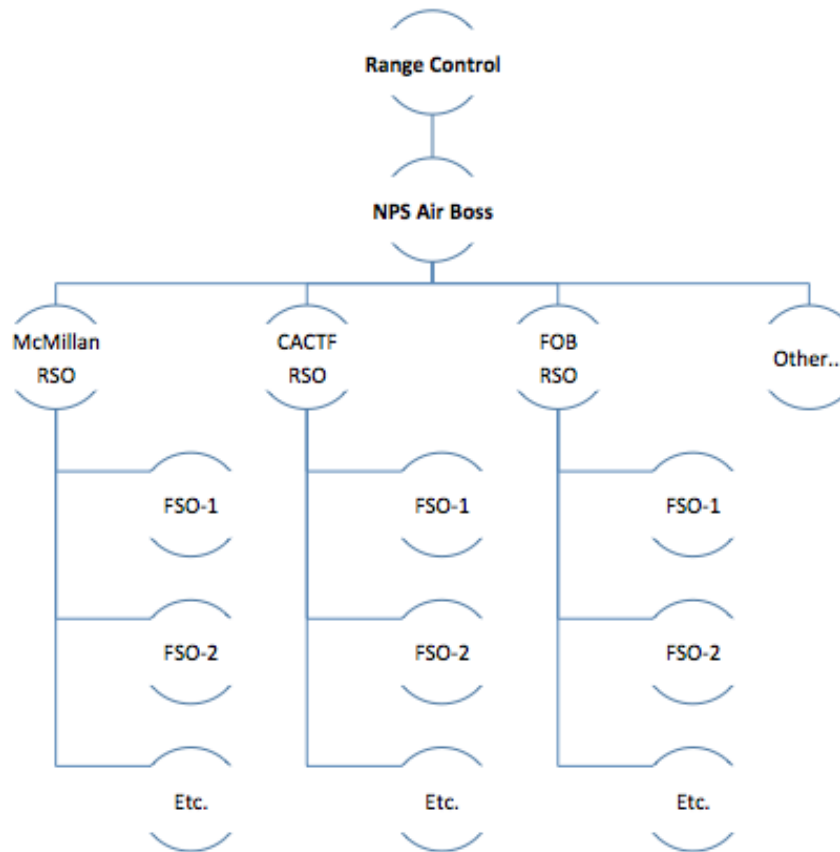 Range Control
NPS Air Boss
McMillan
RSO
CACTF
RSO
FOB
RSO
Other...
FSO-1
FSO-1
FSO-1
FSO-2
FSO-2
FSO-2
Etc.
Etc.
Etc.